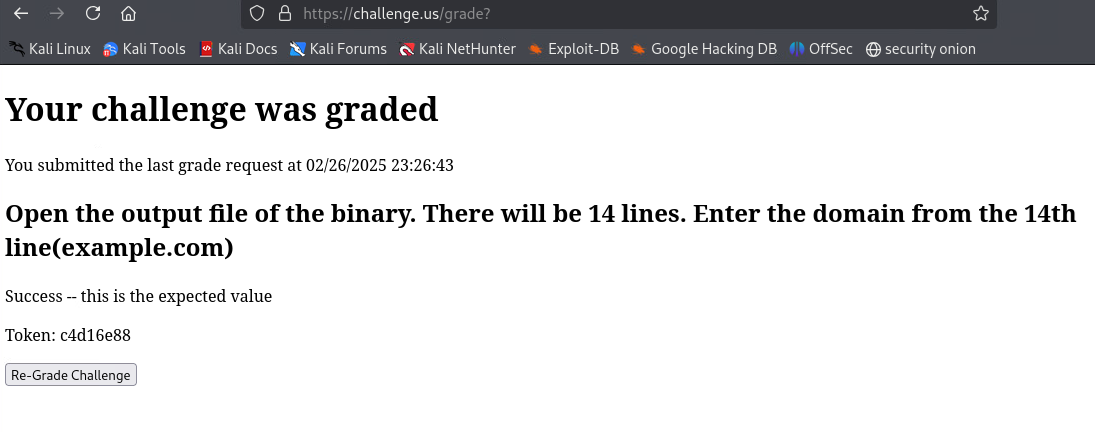 https://challenge.us/grade?
Kali Linux Kali Tools Kali Docs Kali Forums Kali NetHunter Exploit-DB Google Hacking DB OffSec security onion
Your challenge was graded
You submitted the last grade request at 02/26/2025 23:26:43
Open the output file of the binary. There will be 14 lines. Enter the domain from the 14th
line(example.com)
Success -- this is the expected value
Token: c4d16e88
Re-Grade Challenge